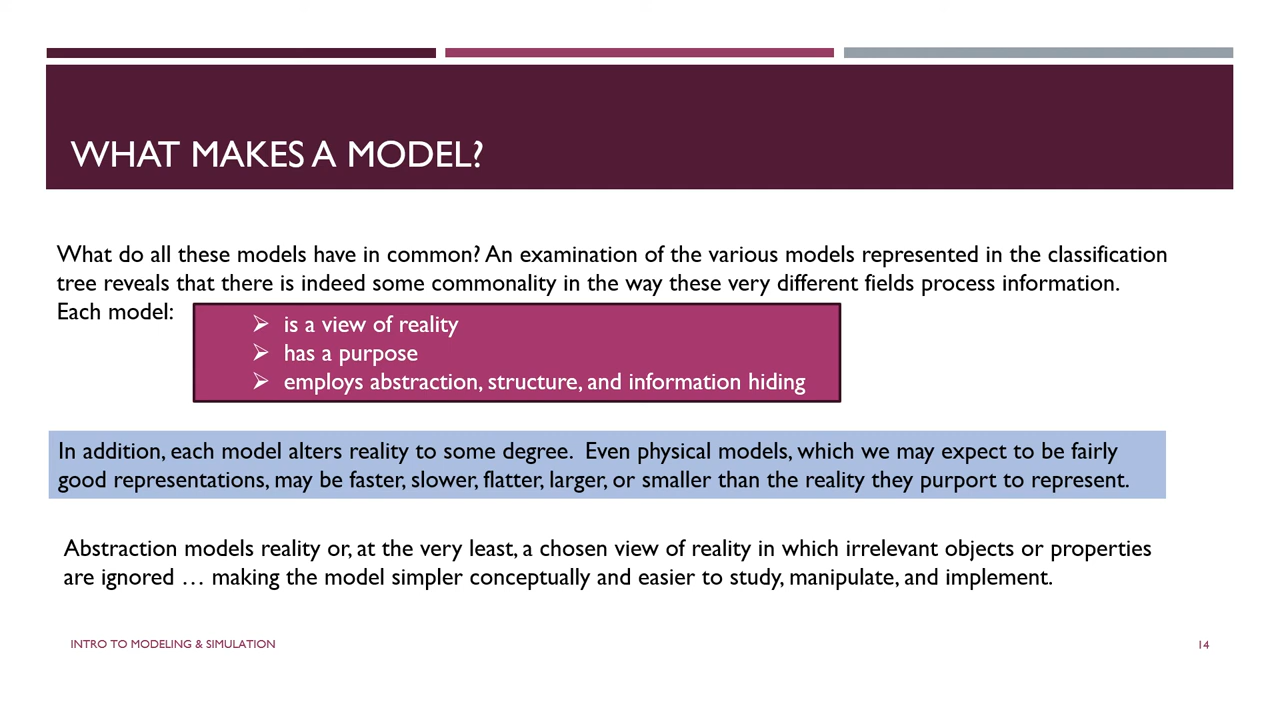 WHAT MAKES A MODEL?
What do all these models have in common? An examination of the various models represented in the classification
tree reveals that there is indeed some commonality in the way these very different fields process information.
Each model:
➢ is a view of reality
➢ has a purpose
➢ employs abstraction, structure, and information hiding
In addition, each model alters reality to some degree.  Even physical models, which we may expect to be fairly
good representations, may be faster, slower, flatter, larger, or smaller than the reality they purport to represent.
Abstraction models reality or, at the very least, a chosen view of reality in which irrelevant objects or properties
are ignored … making the model simpler conceptually and easier to study, manipulate, and implement.
INTRO TO MODELING & SIMULATION
14